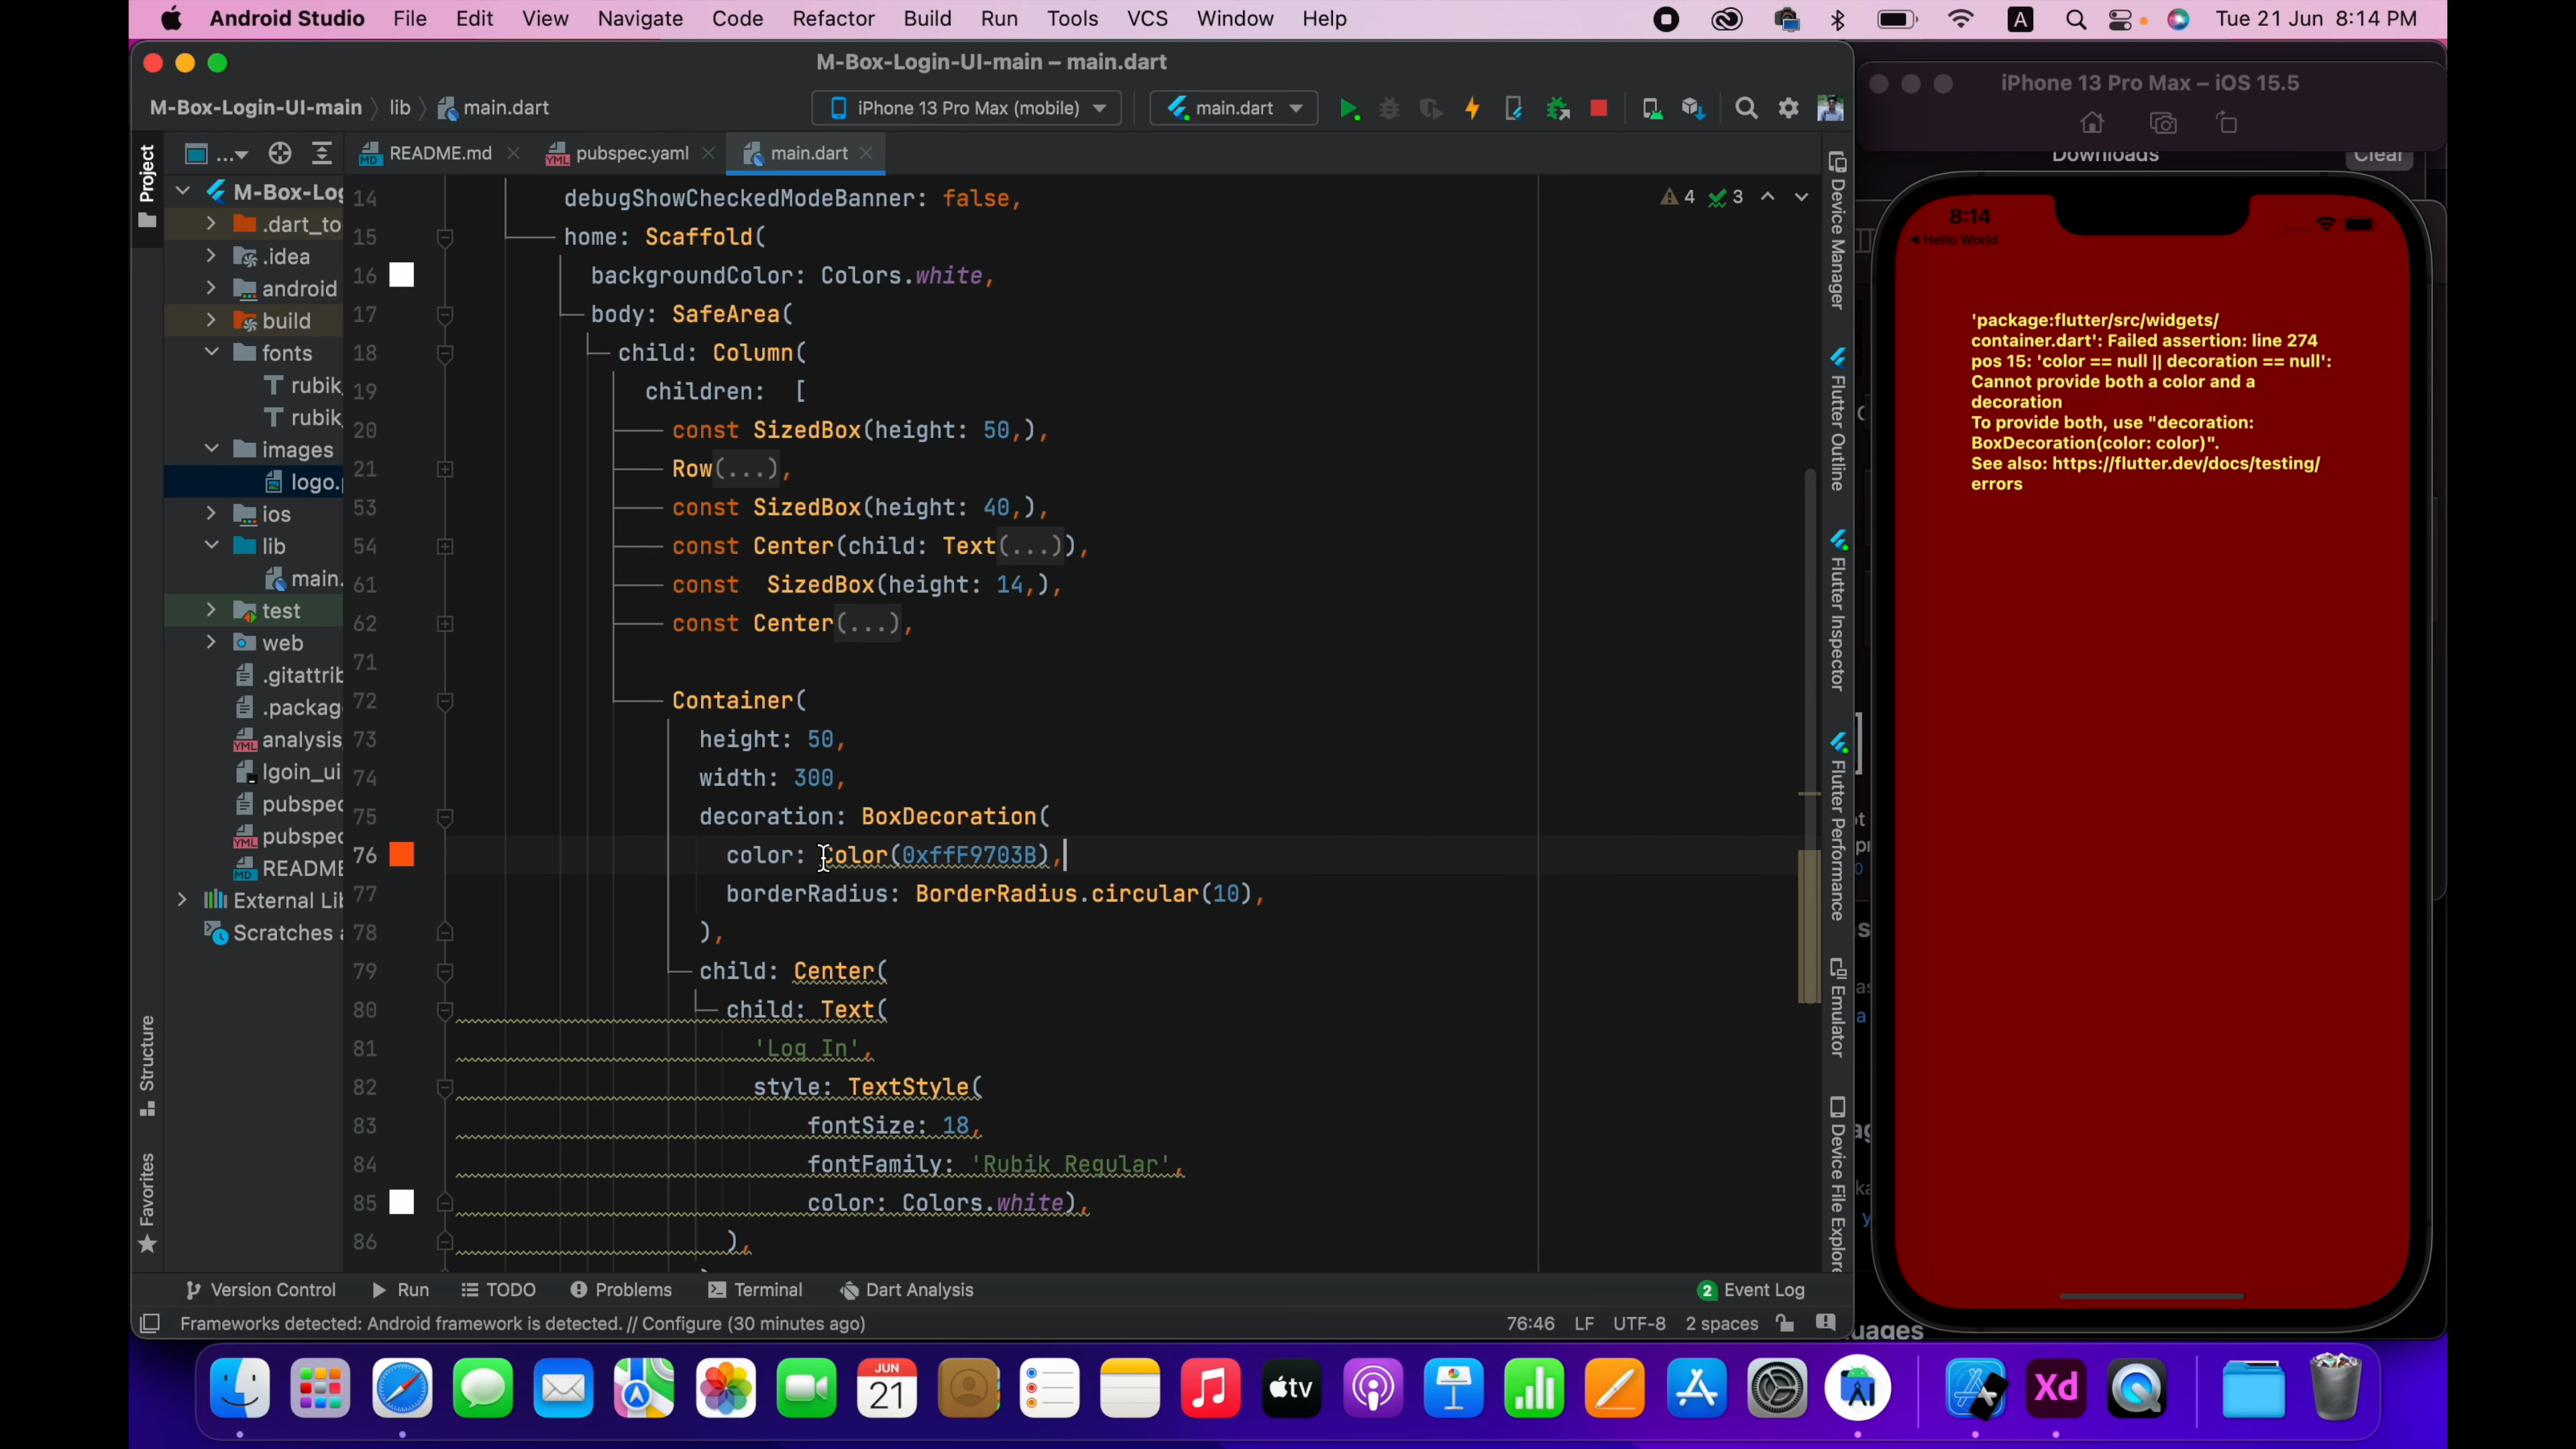 Android Studio File Edit View Navigate Code Refactor Build Run Tools VCS Window Help
A
Tue 21 Jun 8:14 PM
M-Box-Login-UI-main – main.dart
M-Box-Login-UI-main lib main.dart
iPhone 13 Pro Max (mobile)
main.dart
Project
...
README.md
pubspec.yaml
main.dart
M-Box-Log
.dart_to
.idea
android
build
fonts
rubik
rubik
images
logo.p
ios
lib
main.
test
web
.gitattrib
.package
analysis
lgoin_ui
pubspec
pubspec
README
External Lib
Scratches a
Structure
Favorites
4
3
14 debugShowCheckedModeBanner: false,
15 home: Scaffold(
16 backgroundColor: Colors.white,
17 body: SafeArea(
18 child: Column(
19 children: [
20 const SizedBox(height: 50,),
21 Row(...),
53 const SizedBox(height: 40,),
54 const Center(child: Text(...)),
61 const SizedBox(height: 14,),
62 const Center(...),
71
72 Container(
73 height: 50,
74 width: 300,
75 decoration: BoxDecoration(
76 color: Color(0xffF9703B),
77 borderRadius: BorderRadius.circular(10),
78 ),
79 child: Center(
80 child: Text(
81 'Log In',
82 style: TextStyle(
83 fontSize: 18,
84 fontFamily: 'Rubik Regular',
85 color: Colors.white),
86 ),
Device Manager
Flutter Outline
Flutter Inspector
Flutter Performance
Emulator
Device File Explore
Version Control Run TODO Problems Terminal Dart Analysis
2 Event Log
Frameworks detected: Android framework is detected. // Configure (30 minutes ago)
76:46 LF UTF-8 2 spaces
iPhone 13 Pro Max – iOS 15.5
Downloads
Clear
8:14
Hello World
'package:flutter/src/widgets/
container.dart': Failed assertion: line 274
pos 15: 'color == null || decoration == null':
Cannot provide both a color and a
decoration
To provide both, use "decoration:
BoxDecoration(color: color)".
See also: https://flutter.dev/docs/testing/
errors
uages
JUN
21
tv
Xd